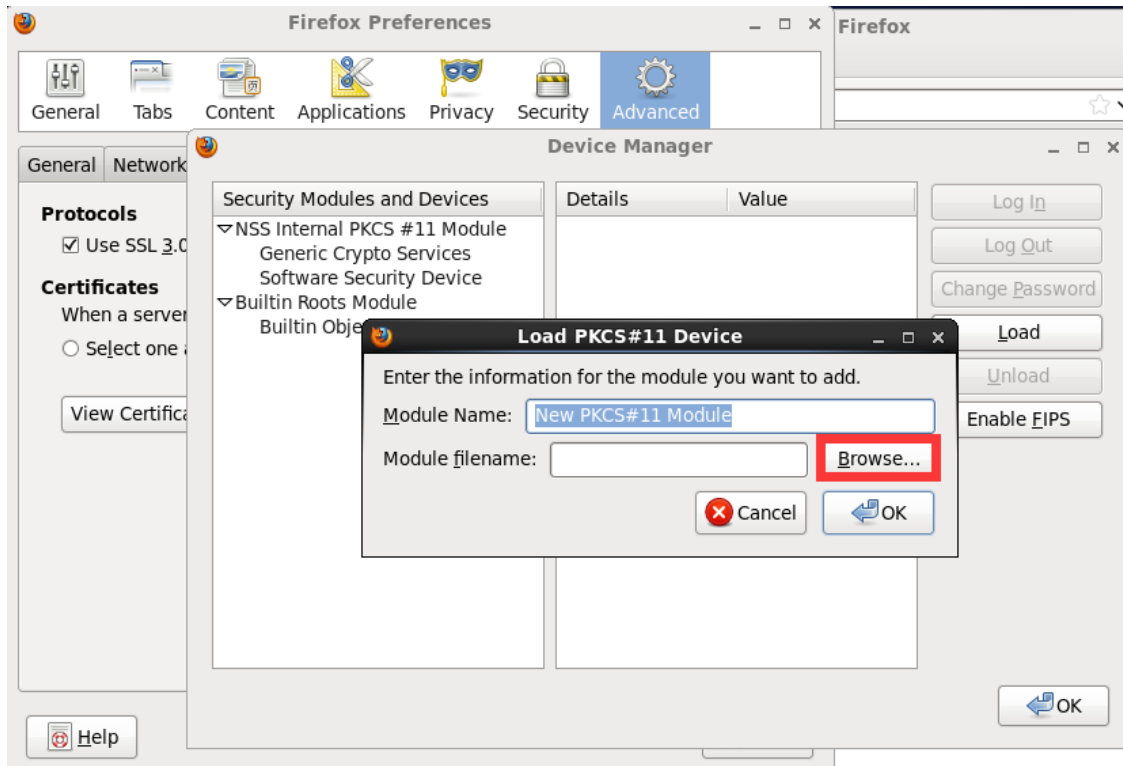 Firefox Preferences
Firefox
General Tabs Content Applications Privacy Security Advanced
Device Manager
General Network
Security Modules and Devices
Details Value
Log In
Protocols
NSS Internal PKCS #11 Module
Use SSL 3.0
Generic Crypto Services
Log Out
Software Security Device
Certificates
Change Password
Builtin Roots Module
When a server
Builtin Obje
Load PKCS#11 Device
Load
Select one a
Enter the information for the module you want to add.
Unload
View Certifica
Module Name: New PKCS#11 Module
Enable FIPS
Module filename: Browse...
Cancel OK
OK
Help